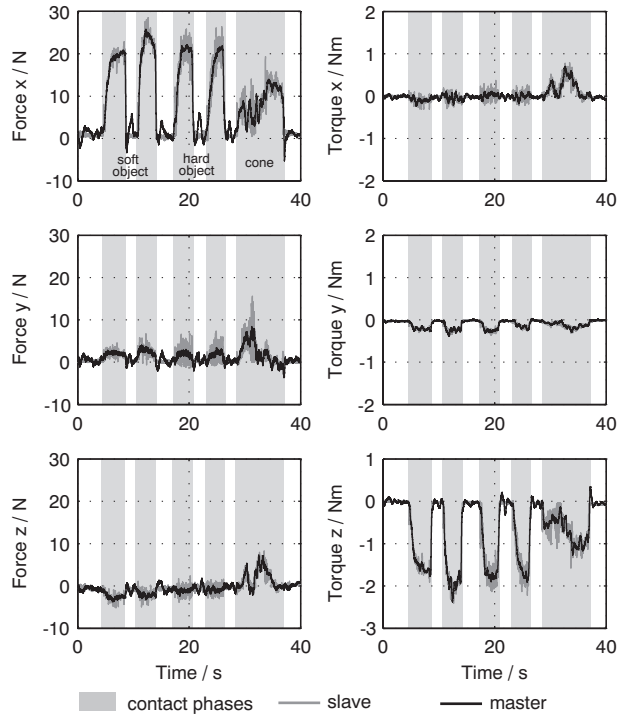 30
20
10
0
-10
Force x / N
soft
object
hard
object
cone
0 20 40
2
1
0
-1
-2
Torque x / Nm
0 20 40
30
20
10
0
-10
Force y / N
0 20 40
2
1
0
-1
-2
Torque y / Nm
0 20 40
30
20
10
0
-10
Force z / N
0 20 40
Time / s
1
0
-1
-2
-3
Torque z / Nm
0 20 40
Time / s
contact phases slave master